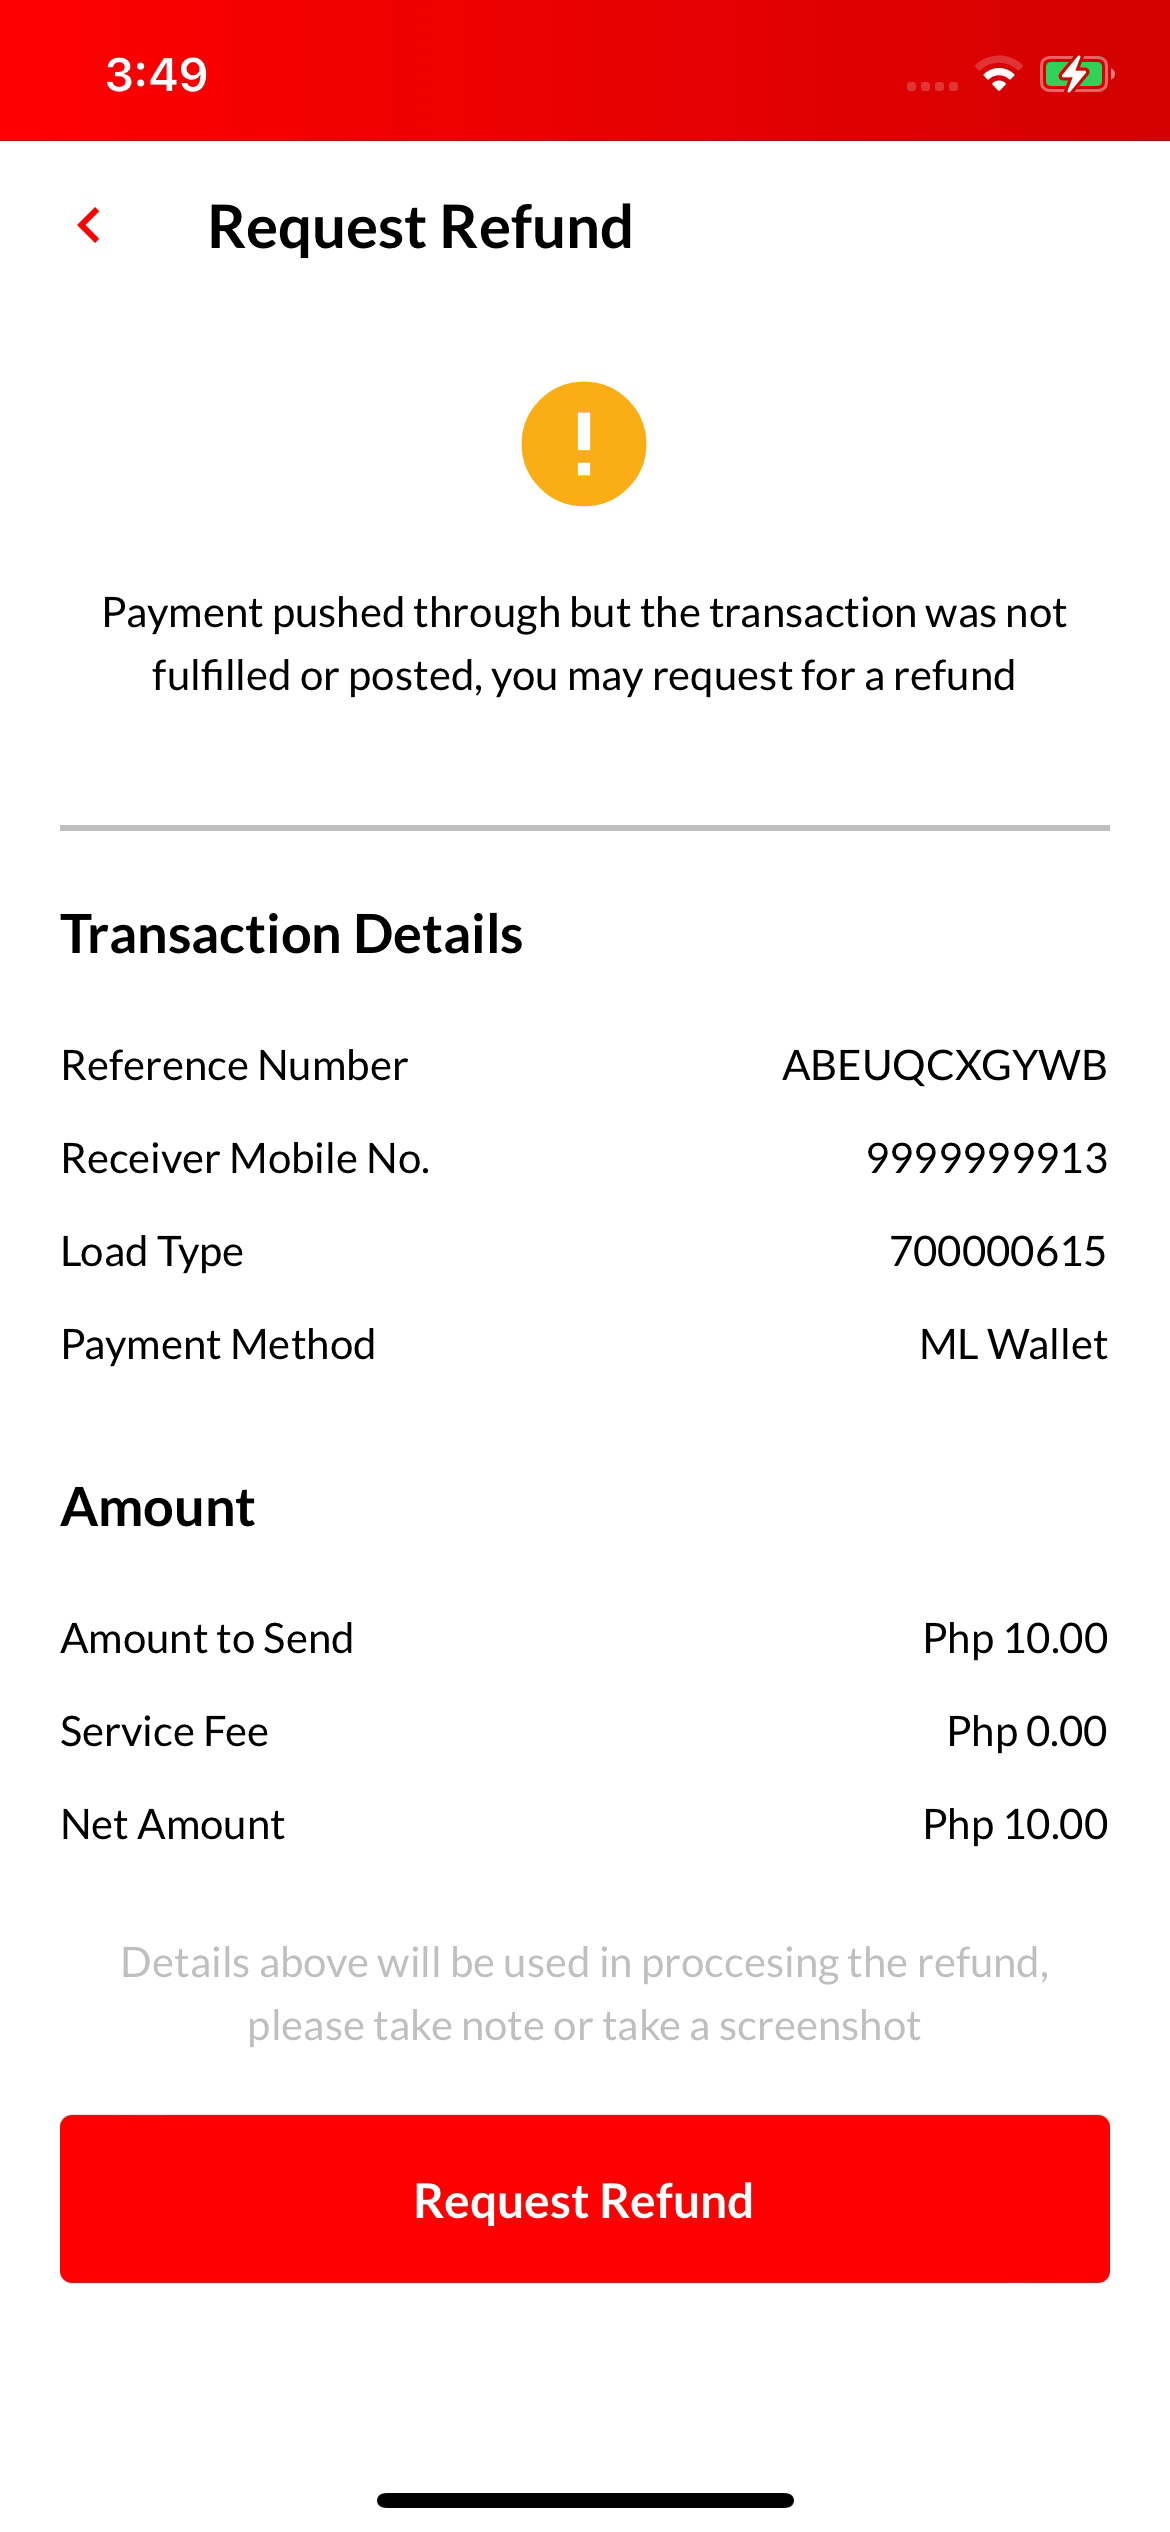 3:49
Request Refund
Payment pushed through but the transaction was not
fulfilled or posted, you may request for a refund
Transaction Details
Reference Number ABEUQCXGYWB
Receiver Mobile No. 9999999913
Load Type 700000615
Payment Method ML Wallet
Amount
Amount to Send Php 10.00
Service Fee Php 0.00
Net Amount Php 10.00
Details above will be used in proccesing the refund,
please take note or take a screenshot
Request Refund